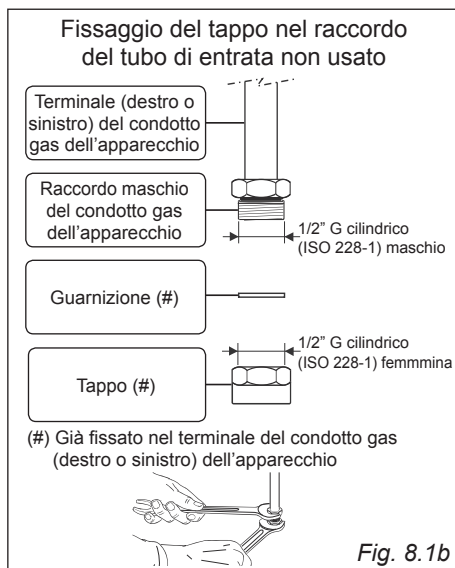 Fissaggio del tappo nel raccordo
del tubo di entrata non usato
Terminale (destro o
sinistro) del condotto
gas dell'apparecchio
Raccordo maschio
del condotto gas
dell'apparecchio
1/2” G cilindrico
(ISO 228-1) maschio
Guarnizione (#)
1/2” G cilindrico
(ISO 228-1) femmmina
Tappo (#)
(#) Già fissato nel terminale del condotto gas
(destro o sinistro) dell'apparecchio
Fig. 8.1b